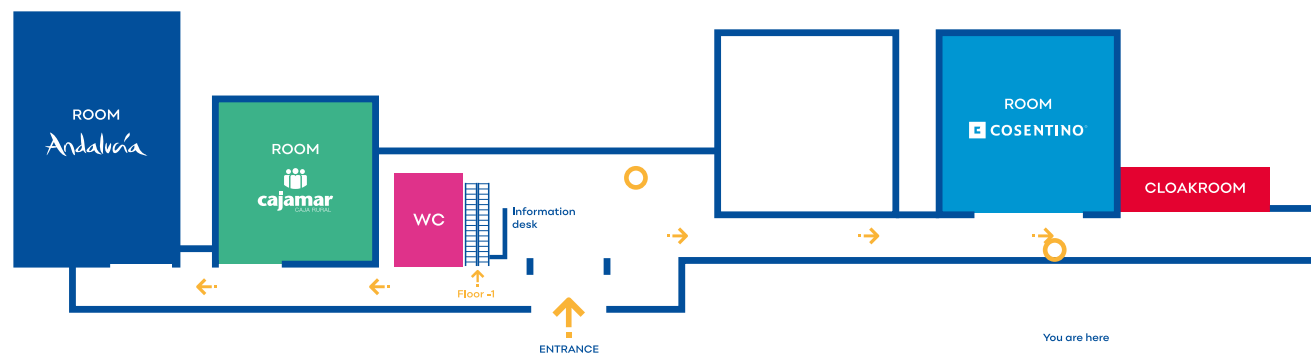 ROOM
Andalucía
ROOM
cajamar
CAJA RURAL
WC
Information
desk
Floor -1
ENTRANCE
ROOM
COSENTINO
CLOAKROOM
You are here